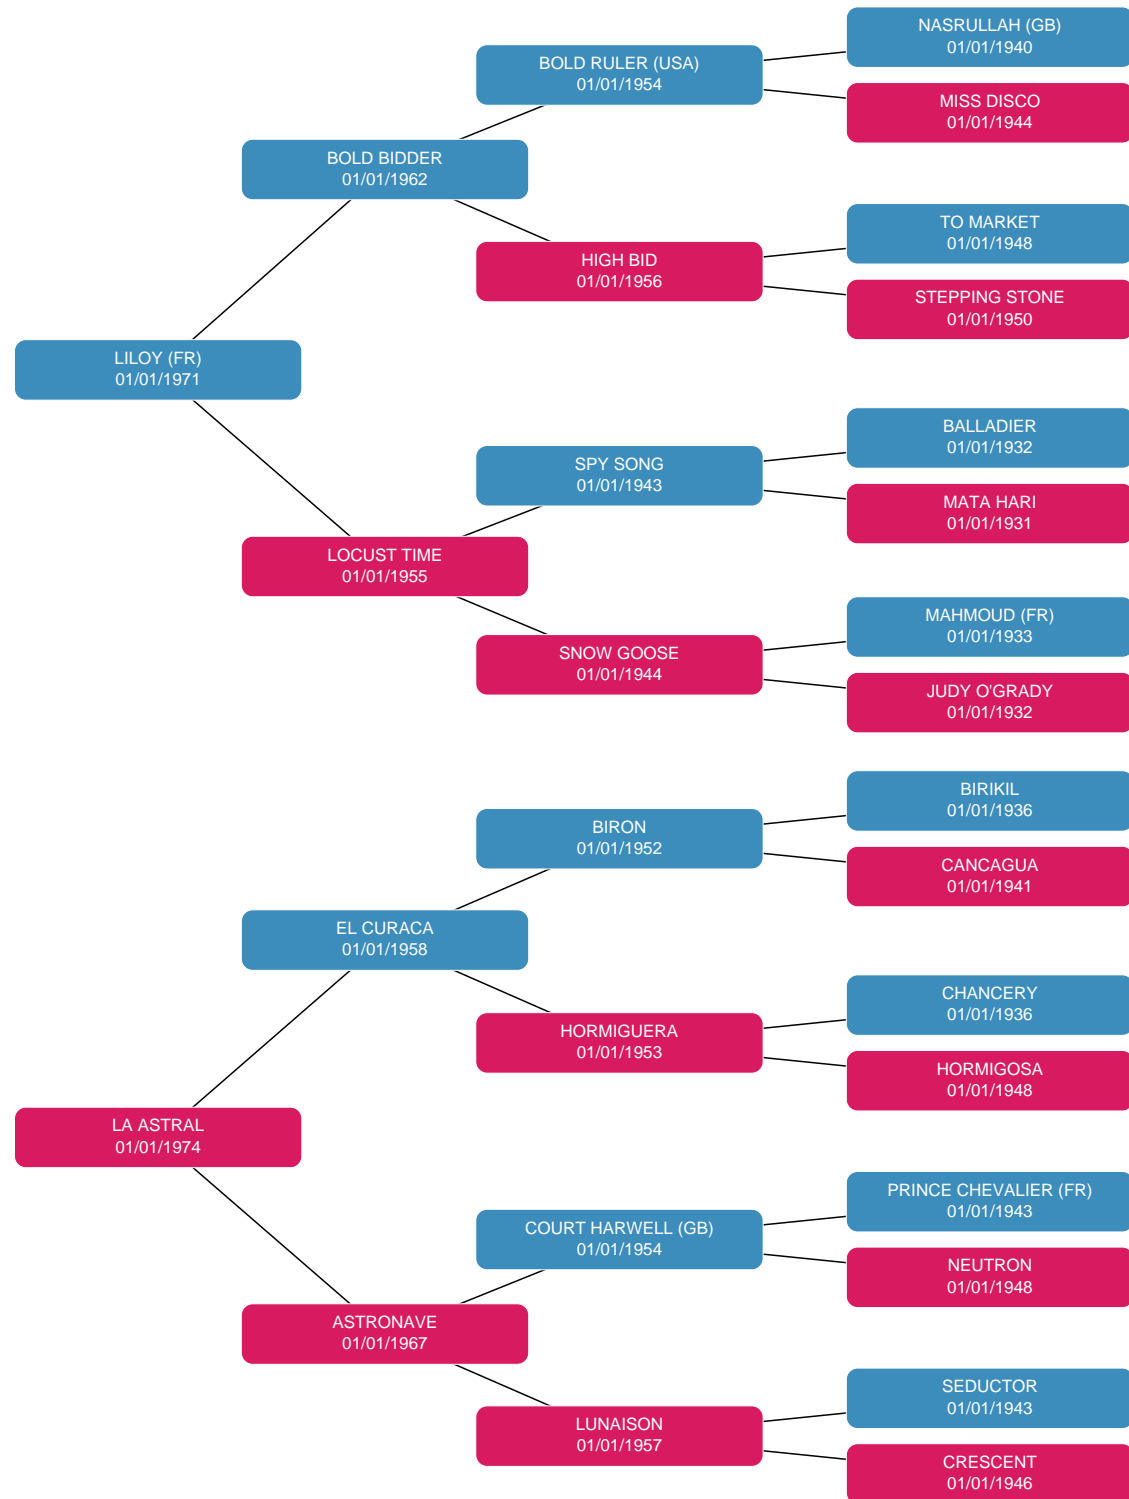 NASRULLAH (GB)
01/01/1940
BOLD RULER (USA)
01/01/1954
MISS DISCO
01/01/1944
BOLD BIDDER
01/01/1962
TO MARKET
01/01/1948
HIGH BID
01/01/1956
STEPPING STONE
01/01/1950
LILOY (FR)
01/01/1971
BALLADIER
01/01/1932
SPY SONG
01/01/1943
MATA HARI
01/01/1931
LOCUST TIME
01/01/1955
MAHMOUD (FR)
01/01/1933
SNOW GOOSE
01/01/1944
JUDY O'GRADY
01/01/1932
BIRIKIL
01/01/1936
BIRON
01/01/1952
CANCAGUA
01/01/1941
EL CURACA
01/01/1958
CHANCERY
01/01/1936
HORMIGUERA
01/01/1953
HORMIGOSA
01/01/1948
LA ASTRAL
01/01/1974
PRINCE CHEVALIER (FR)
01/01/1943
COURT HARWELL (GB)
01/01/1954
NEUTRON
01/01/1948
ASTRONAVE
01/01/1967
SEDUCTOR
01/01/1943
LUNAISON
01/01/1957
CRESCENT
01/01/1946